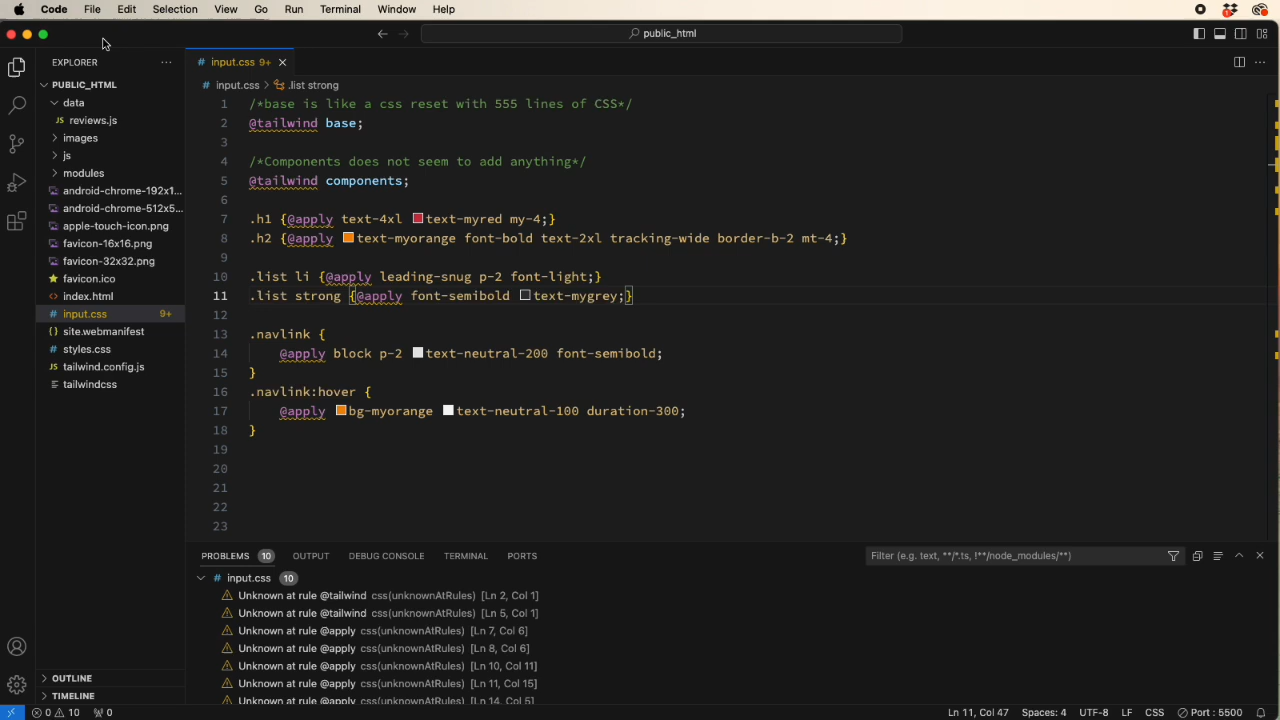 Code File Edit Selection View Go Run Terminal Window Help
public_html
EXPLORER
PUBLIC_HTML
data
JS reviews.js
images
js
modules
android-chrome-192x1...
android-chrome-512x5...
apple-touch-icon.png
favicon-16x16.png
favicon-32x32.png
favicon.ico
<> index.html
# input.css 9+
{} site.webmanifest
# styles.css
JS tailwind.config.js
tailwindcss
OUTLINE
TIMELINE
# input.css 9+
# input.css > .list strong
1 /*base is like a css reset with 555 lines of CSS*/
2 @tailwind base;
3
4 /*Components does not seem to add anything*/
5 @tailwind components;
6
7 .h1 {@apply text-4xl text-myred my-4;}
8 .h2 {@apply text-myorange font-bold text-2xl tracking-wide border-b-2 mt-4;}
9
10 .list li {@apply leading-snug p-2 font-light;}
11 .list strong {@apply font-semibold text-mygrey;}
12
13 .navlink {
14 @apply block p-2 text-neutral-200 font-semibold;
15 }
16 .navlink:hover {
17 @apply bg-myorange text-neutral-100 duration-300;
18 }
19
20
21
22
23
PROBLEMS 10 OUTPUT DEBUG CONSOLE TERMINAL PORTS Filter (e.g. text, **/*.ts, !**/node_modules/**)
# input.css 10
Unknown at rule @tailwind css(unknownAtRules) [Ln 2, Col 1]
Unknown at rule @tailwind css(unknownAtRules) [Ln 5, Col 1]
Unknown at rule @apply css(unknownAtRules) [Ln 7, Col 6]
Unknown at rule @apply css(unknownAtRules) [Ln 8, Col 6]
Unknown at rule @apply css(unknownAtRules) [Ln 10, Col 11]
Unknown at rule @apply css(unknownAtRules) [Ln 11, Col 15]
Unknown at rule @apply css(unknownAtRules) [Ln 14, Col 5]
0 10 0 Ln 11, Col 47 Spaces: 4 UTF-8 LF CSS Port : 5500